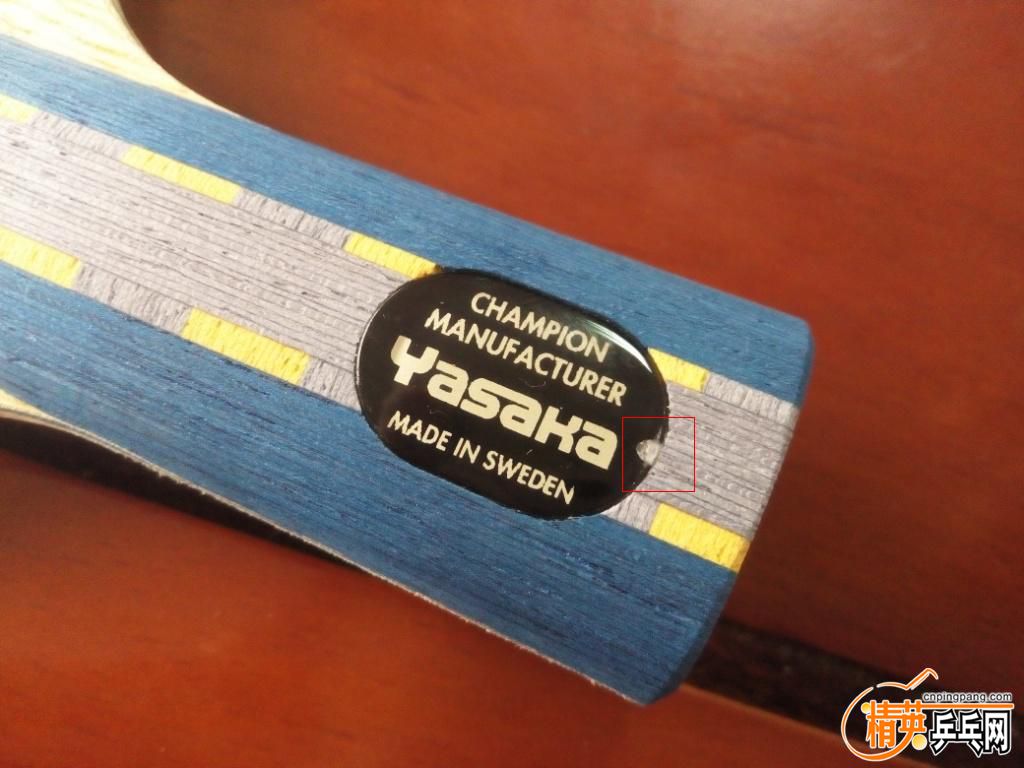 CHAMPION
MANUFACTURER
Yasaka
MADE IN SWEDEN
cnpingpang.com
精英乒乓网